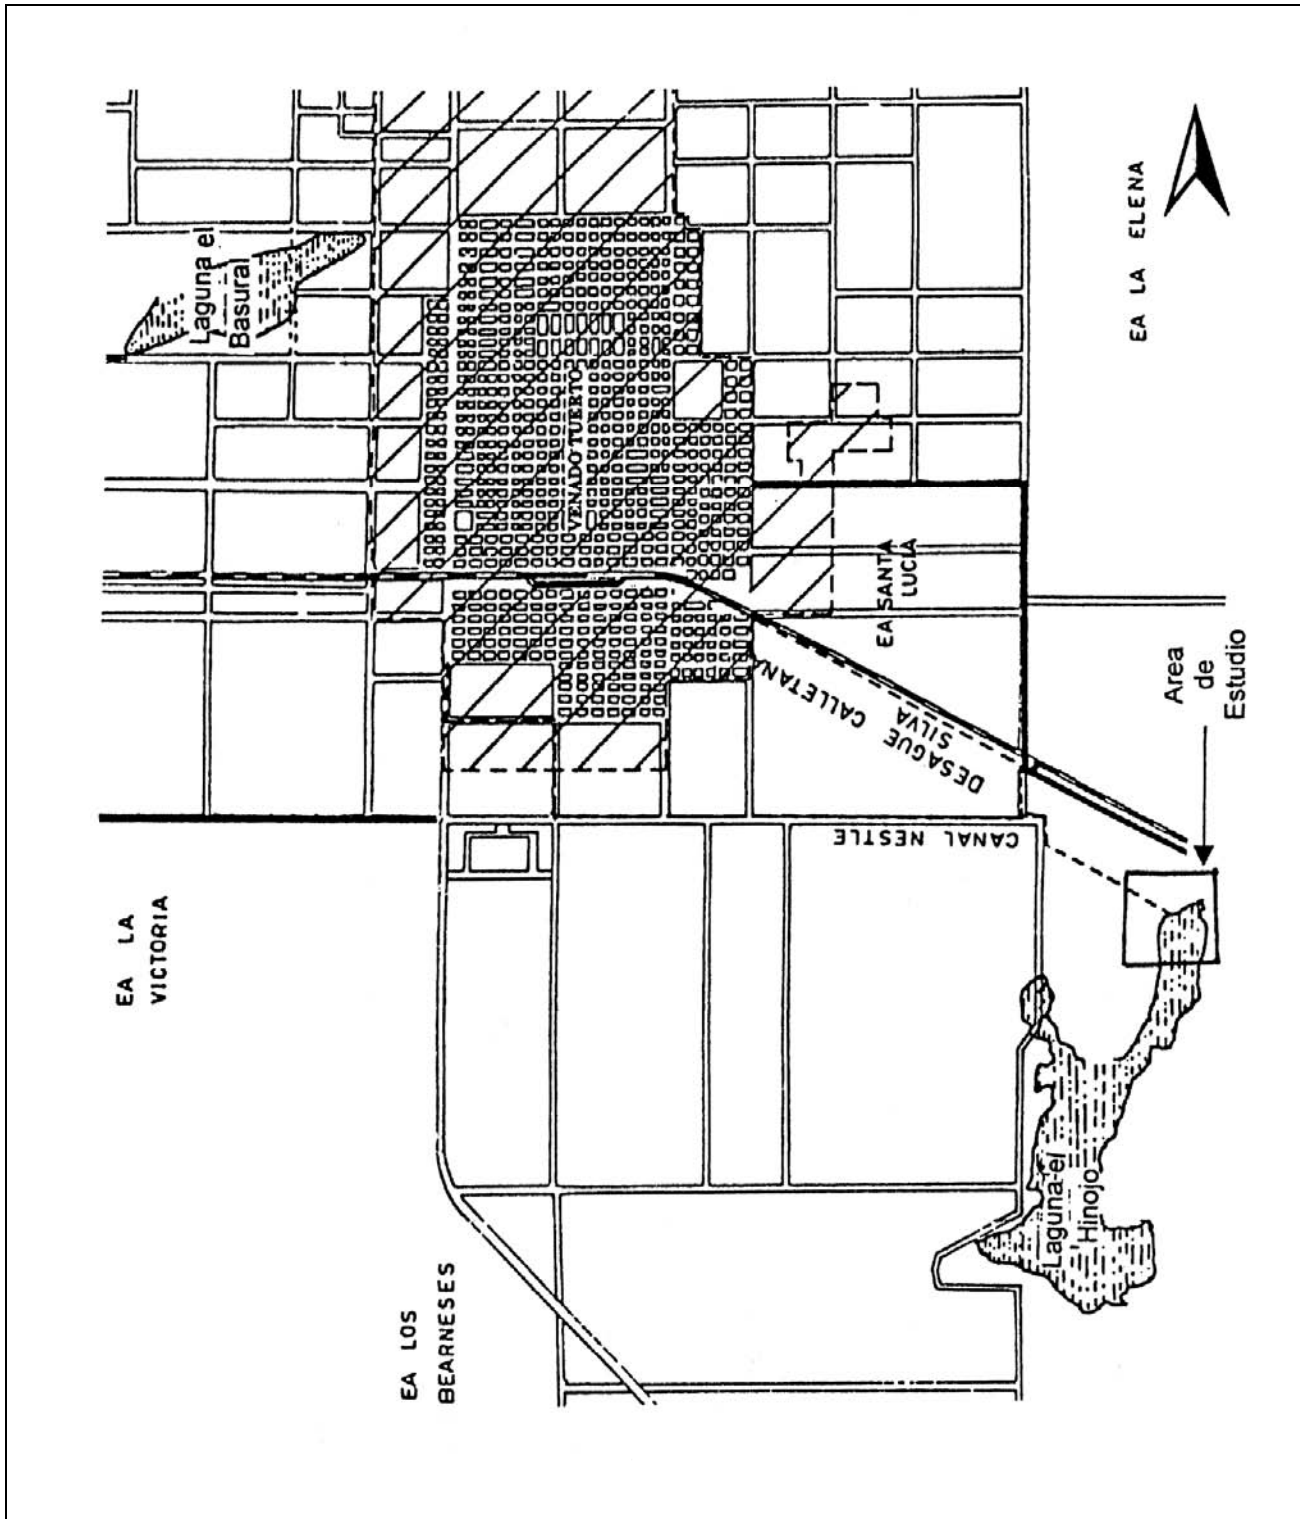 Laguna el
Basural
VENADO TUERTO
EA LA ELENA
EA SANTA
LUCIA
DESAGUE CALLETANA
SILVA
Area
de
Estudio
CANAL NESTLE
EA LA
VICTORIA
Laguna el
Hinojo
EA LOS
BEARNESES